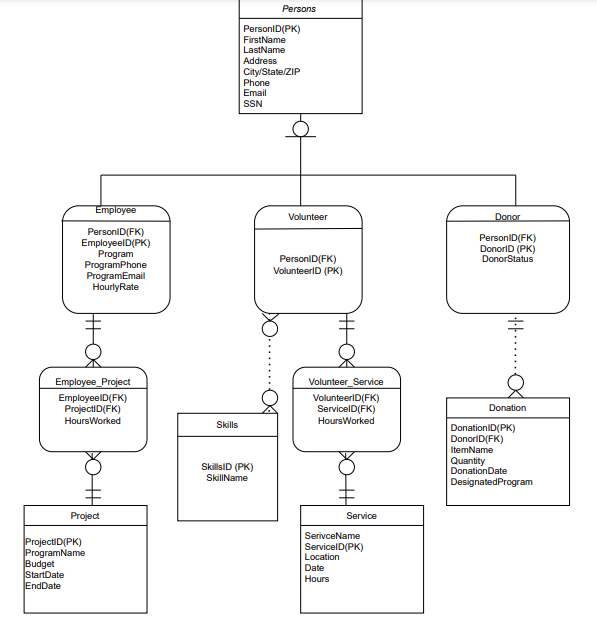 Persons
PersonID(PK)
FirstName
LastName
Address
City/State/ZIP
Phone
Email
SSN
Employee
PersonID(FK)
EmployeeID(PK)
Program
ProgramPhone
ProgramEmail
HourlyRate
Volunteer
PersonID(FK)
VolunteerID (PK)
Donor
PersonID(FK)
DonorID (PK)
DonorStatus
Employee_Project
EmployeeID(FK)
ProjectID(FK)
HoursWorked
Skills
SkillsID (PK)
SkillName
Volunteer_Service
VolunteerID(FK)
ServiceID(FK)
HoursWorked
Donation
DonationID(PK)
DonorID(FK)
ItemName
Quantity
DonationDate
DesignatedProgram
Project
ProjectID(PK)
ProgramName
Budget
StartDate
EndDate
Service
SerivceName
ServiceID(PK)
Location
Date
Hours